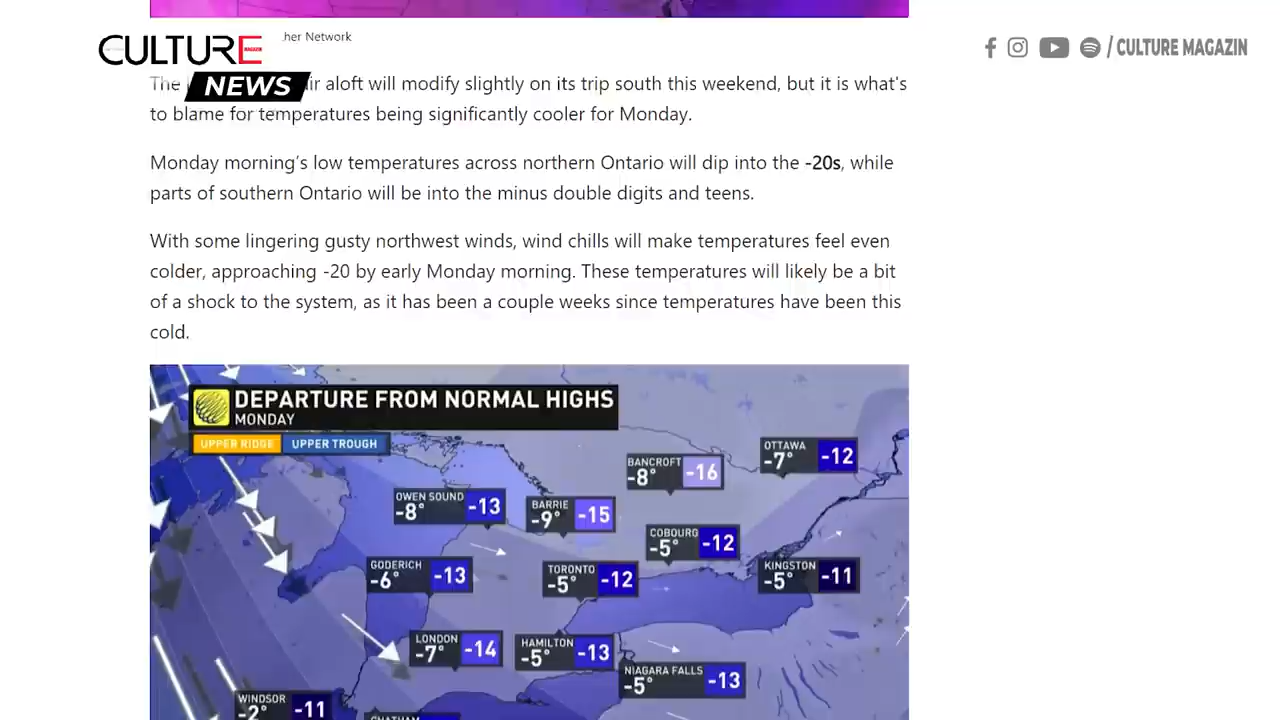 CULTURE
MAGAZIN
NEWS
her Network
/ CULTURE MAGAZIN
The air aloft will modify slightly on its trip south this weekend, but it is what's
to blame for temperatures being significantly cooler for Monday.
Monday morning's low temperatures across northern Ontario will dip into the -20s, while
parts of southern Ontario will be into the minus double digits and teens.
With some lingering gusty northwest winds, wind chills will make temperatures feel even
colder, approaching -20 by early Monday morning. These temperatures will likely be a bit
of a shock to the system, as it has been a couple weeks since temperatures have been this
cold.
DEPARTURE FROM NORMAL HIGHS
MONDAY
UPPER RIDGE UPPER TROUGH
OTTAWA
-7° -12
BANCROFT
-8° -16
OWEN SOUND
-8° -13
BARRIE
-9° -15
COBOURG
-5° -12
GODERICH
-6° -13
TORONTO
-5° -12
KINGSTON
-5° -11
LONDON
-7° -14
HAMILTON
-5° -13
NIAGARA FALLS
-5° -13
WINDSOR
-2° -11
CHATHAM